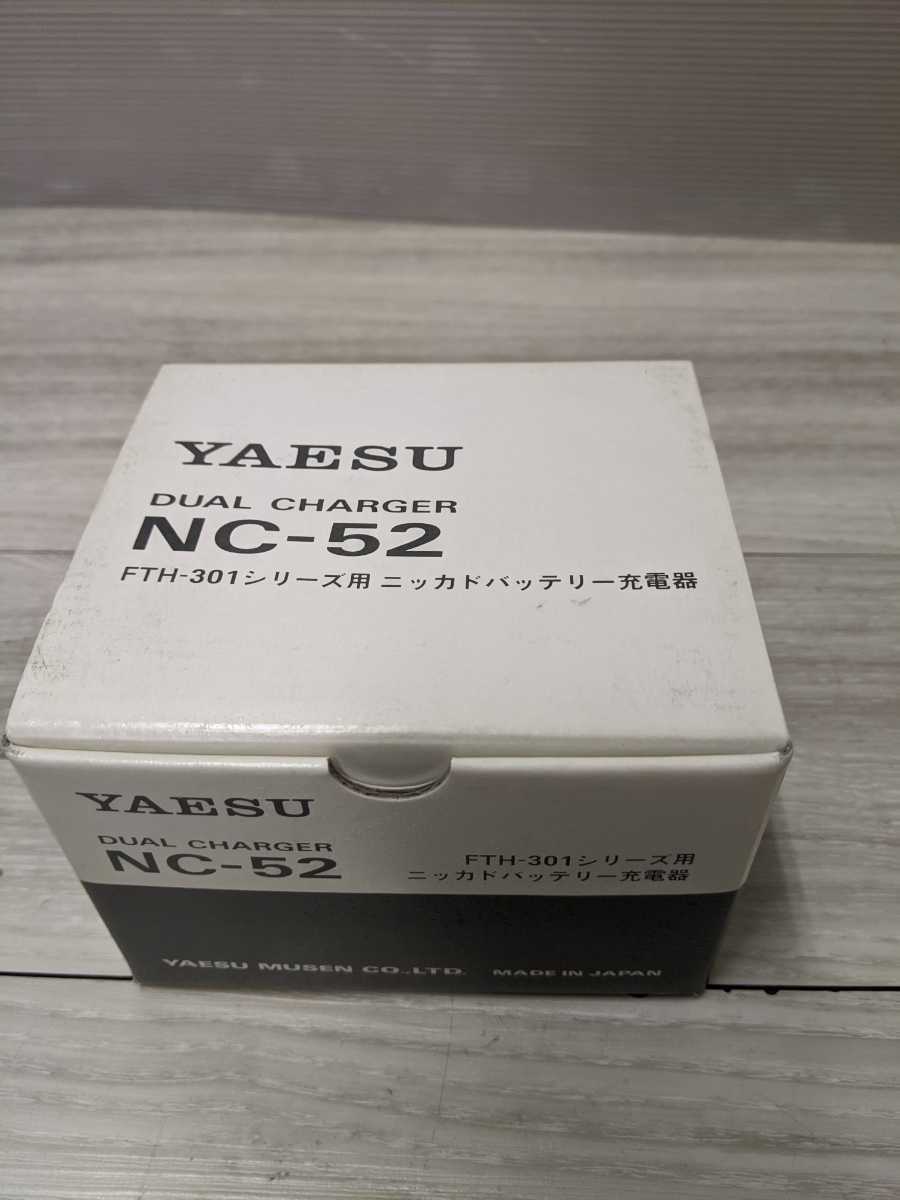 YAESU
DUAL CHARGER
NC-52
FTH-301シリーズ用 ニッカドバッテリー充電器
YAESU
DUAL CHARGER
NC-52
FTH-301シリーズ用
ニッカドバッテリー充電器
YAESU MUSEN CO.,LTD. MADE IN JAPAN